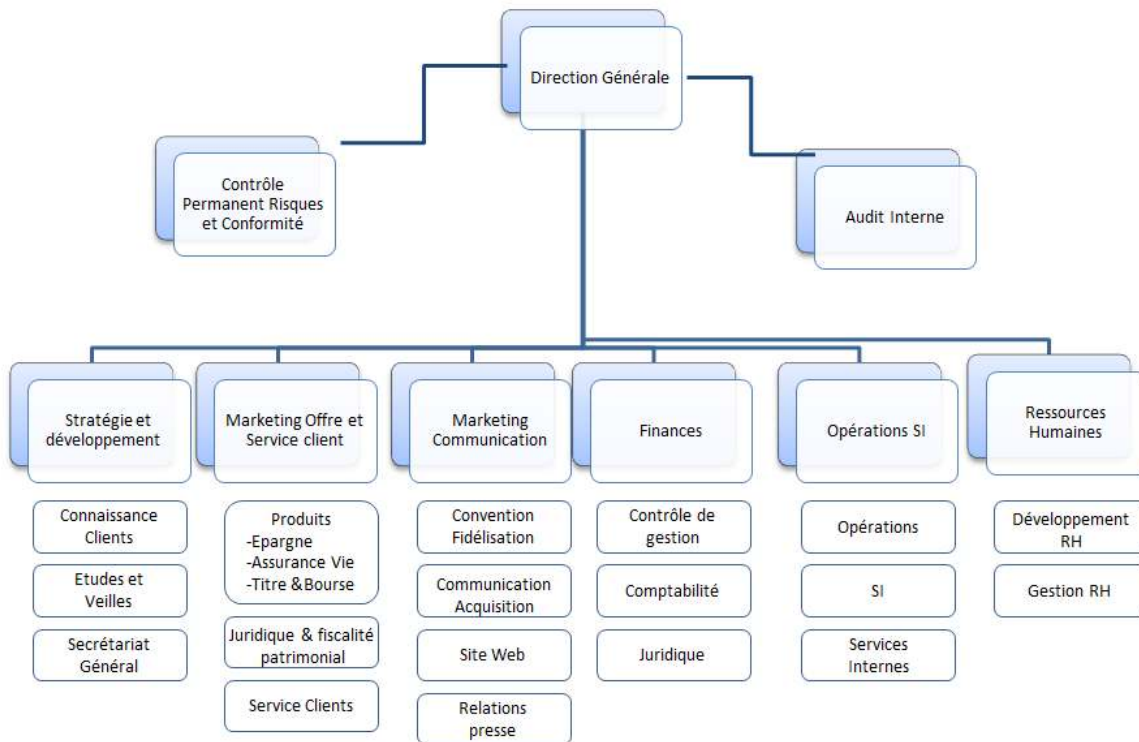 Direction Générale
Contrôle
Permanent Risques
et Conformité
Audit Interne
Stratégie et
développement
Marketing Offre et
Service client
Marketing
Communication
Finances
Opérations SI
Ressources
Humaines
Connaissance
Clients
Etudes et
Veilles
Secrétariat
Général
Produits
-Epargne
-Assurance Vie
-Titre &Bourse
Juridique & fiscalité
patrimonial
Service Clients
Convention
Fidélisation
Communication
Acquisition
Site Web
Relations
presse
Contrôle de
gestion
Comptabilité
Juridique
Opérations
SI
Services
Internes
Développement
RH
Gestion RH